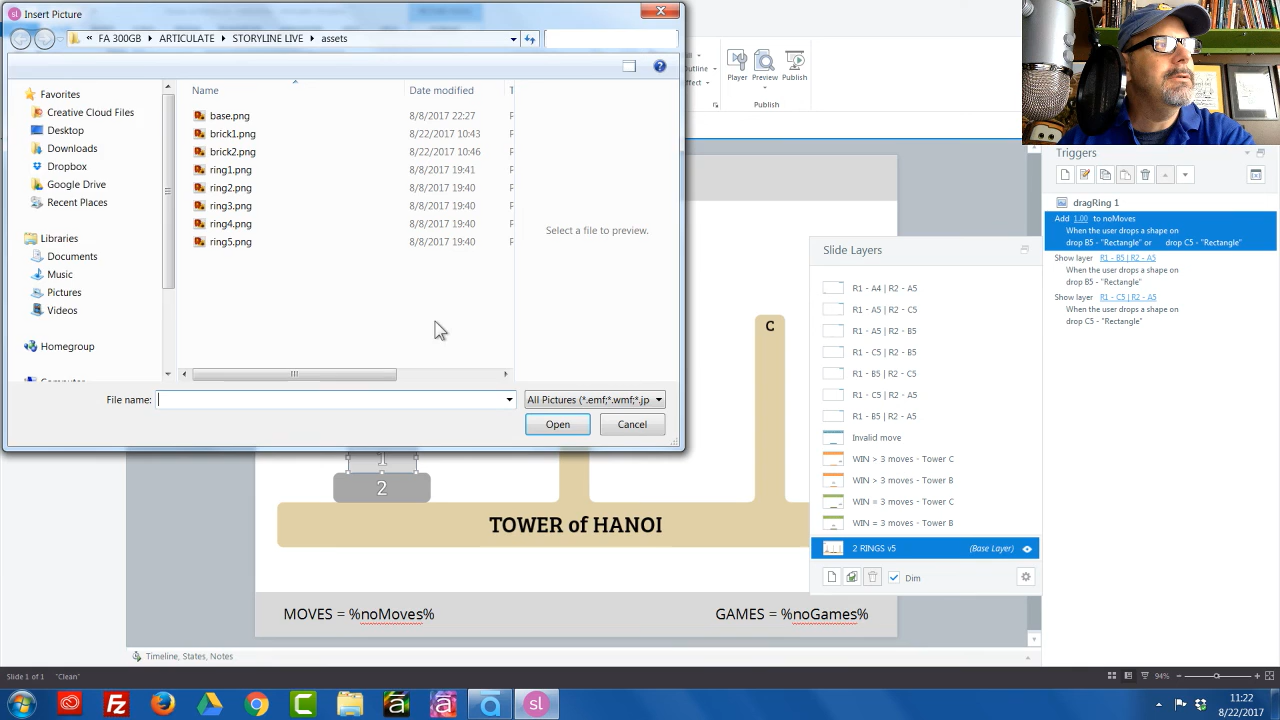 Insert Picture
FA 300GB
ARTICULATE
STORYLINE LIVE
assets
Favorites
Creative Cloud Files
Desktop
Downloads
Dropbox
Google Drive
Recent Places
Libraries
Documents
Music
Pictures
Videos
Homegroup
Name
Date modified
base.png
8/8/2017 22:27
brick1.png
8/22/2017 10:43
brick2.png
8/22/2017 10:46
ring1.png
8/8/2017 19:41
ring2.png
8/8/2017 19:40
ring3.png
8/8/2017 19:40
ring4.png
8/8/2017 19:40
ring5.png
8/8/2017 19:40
Select a file to preview.
File name:
All Pictures (*.emf;*.wmf;*.jp
Open
Cancel
Outline
Player
Preview
Publish
Publish
C
1
2
TOWER of HANOI
MOVES = %noMoves%
GAMES = %noGames%
Slide Layers
R1 - A4 | R2 - A5
R1 - A5 | R2 - C5
R1 - A5 | R2 - B5
R1 - C5 | R2 - B5
R1 - B5 | R2 - C5
R1 - C5 | R2 - A5
R1 - B5 | R2 - A5
Invalid move
WIN > 3 moves - Tower C
WIN > 3 moves - Tower B
WIN = 3 moves - Tower C
WIN = 3 moves - Tower B
2 RINGS v5 (Base Layer)
Dim
Triggers
dragRing 1
Add 1.00 to noMoves
When the user drops a shape on
drop B5 - "Rectangle" or drop C5 - "Rectangle"
Show layer R1 - B5 | R2 - A5
When the user drops a shape on
drop B5 - "Rectangle"
Show layer R1 - C5 | R2 - A5
When the user drops a shape on
drop C5 - "Rectangle"
Timeline, States, Notes
Slide 1 of 1 "Clean"
94%
11:22
8/22/2017